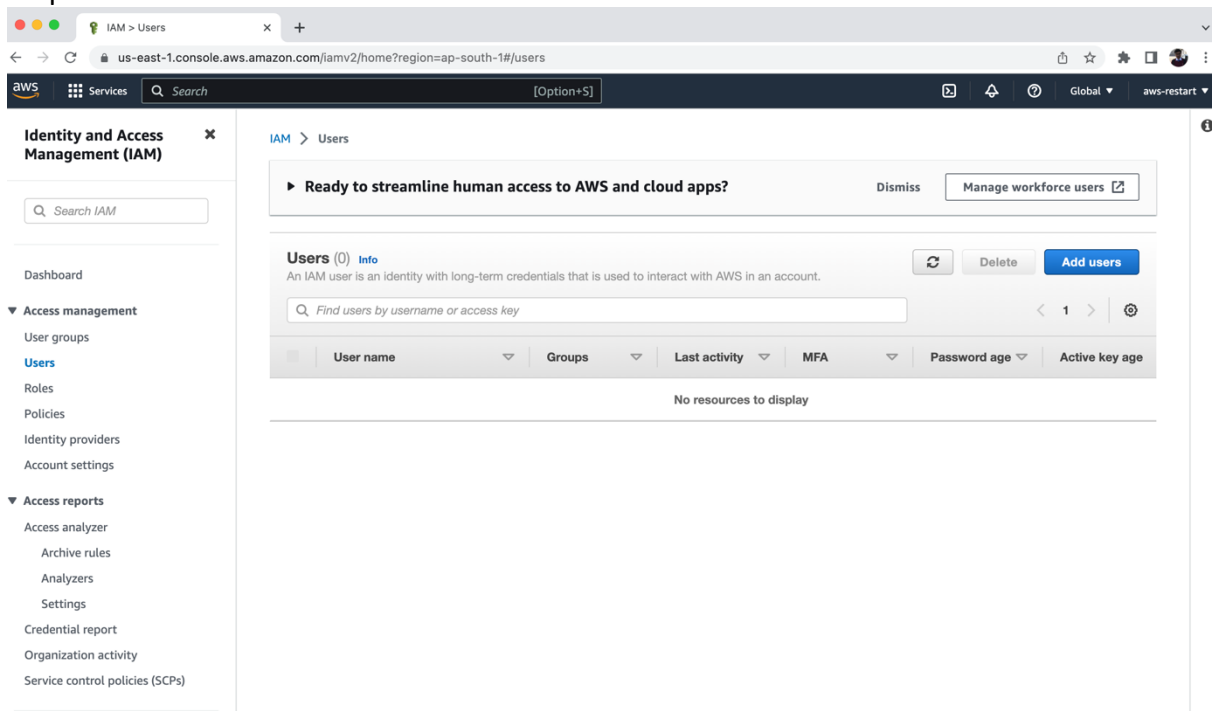 IAM > Users
us-east-1.console.aws.amazon.com/iamv2/home?region=ap-south-1#/users
aws
Services
Search
[Option+S]
Global
aws-restart
Identity and Access
Management (IAM)
Search IAM
Dashboard
Access management
User groups
Users
Roles
Policies
Identity providers
Account settings
Access reports
Access analyzer
Archive rules
Analyzers
Settings
Credential report
Organization activity
Service control policies (SCPs)
IAM > Users
Ready to streamline human access to AWS and cloud apps?
Dismiss
Manage workforce users
Users (0) Info
An IAM user is an identity with long-term credentials that is used to interact with AWS in an account.
Delete
Add users
Find users by username or access key
1
User name
Groups
Last activity
MFA
Password age
Active key age
No resources to display